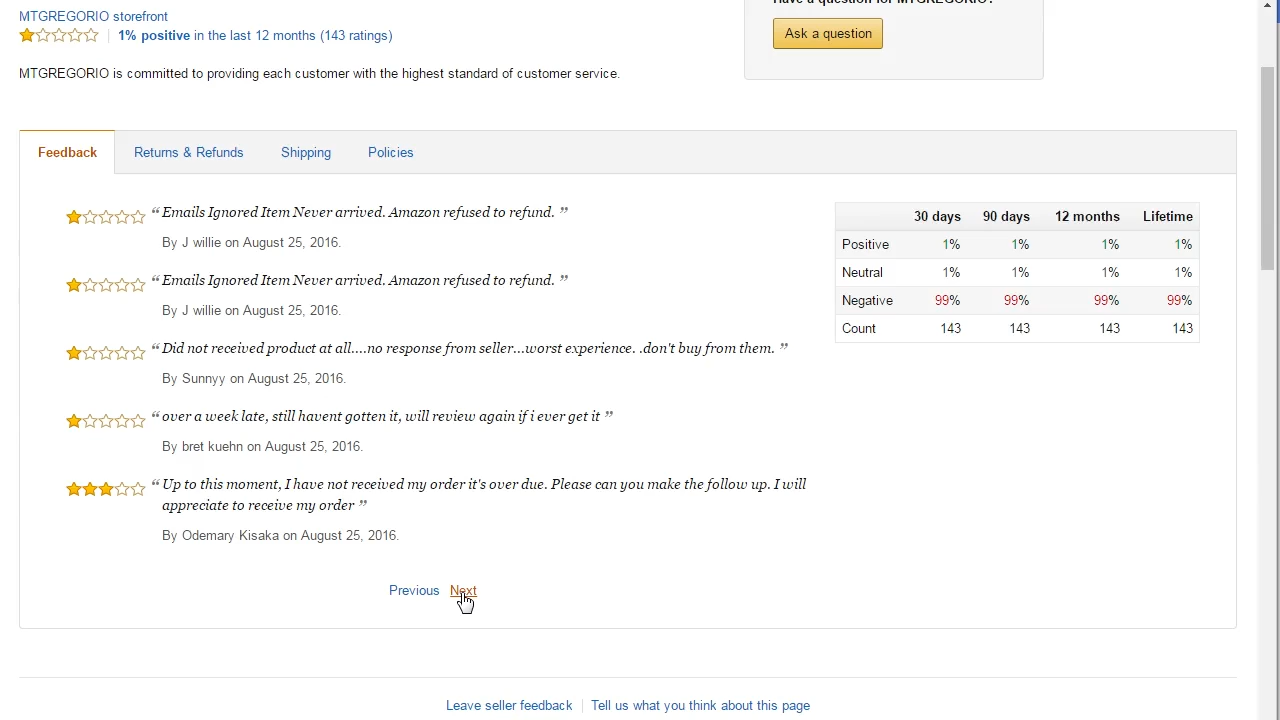 Have a question for MTGREGORIO?
MTGREGORIO storefront
1% positive in the last 12 months (143 ratings)
Ask a question
MTGREGORIO is committed to providing each customer with the highest standard of customer service.
Feedback Returns & Refunds Shipping Policies
“ Emails Ignored Item Never arrived. Amazon refused to refund. ”
By J willie on August 25, 2016.
“ Emails Ignored Item Never arrived. Amazon refused to refund. ”
By J willie on August 25, 2016.
“ Did not received product at all....no response from seller...worst experience. .don't buy from them. ”
By Sunnyy on August 25, 2016.
“ over a week late, still havent gotten it, will review again if i ever get it ”
By bret kuehn on August 25, 2016.
“ Up to this moment, I have not received my order it's over due. Please can you make the follow up. I will
appreciate to receive my order ”
By Odemary Kisaka on August 25, 2016.
Previous Next
30 days 90 days 12 months Lifetime
Positive 1% 1% 1% 1%
Neutral 1% 1% 1% 1%
Negative 99% 99% 99% 99%
Count 143 143 143 143
Leave seller feedback Tell us what you think about this page